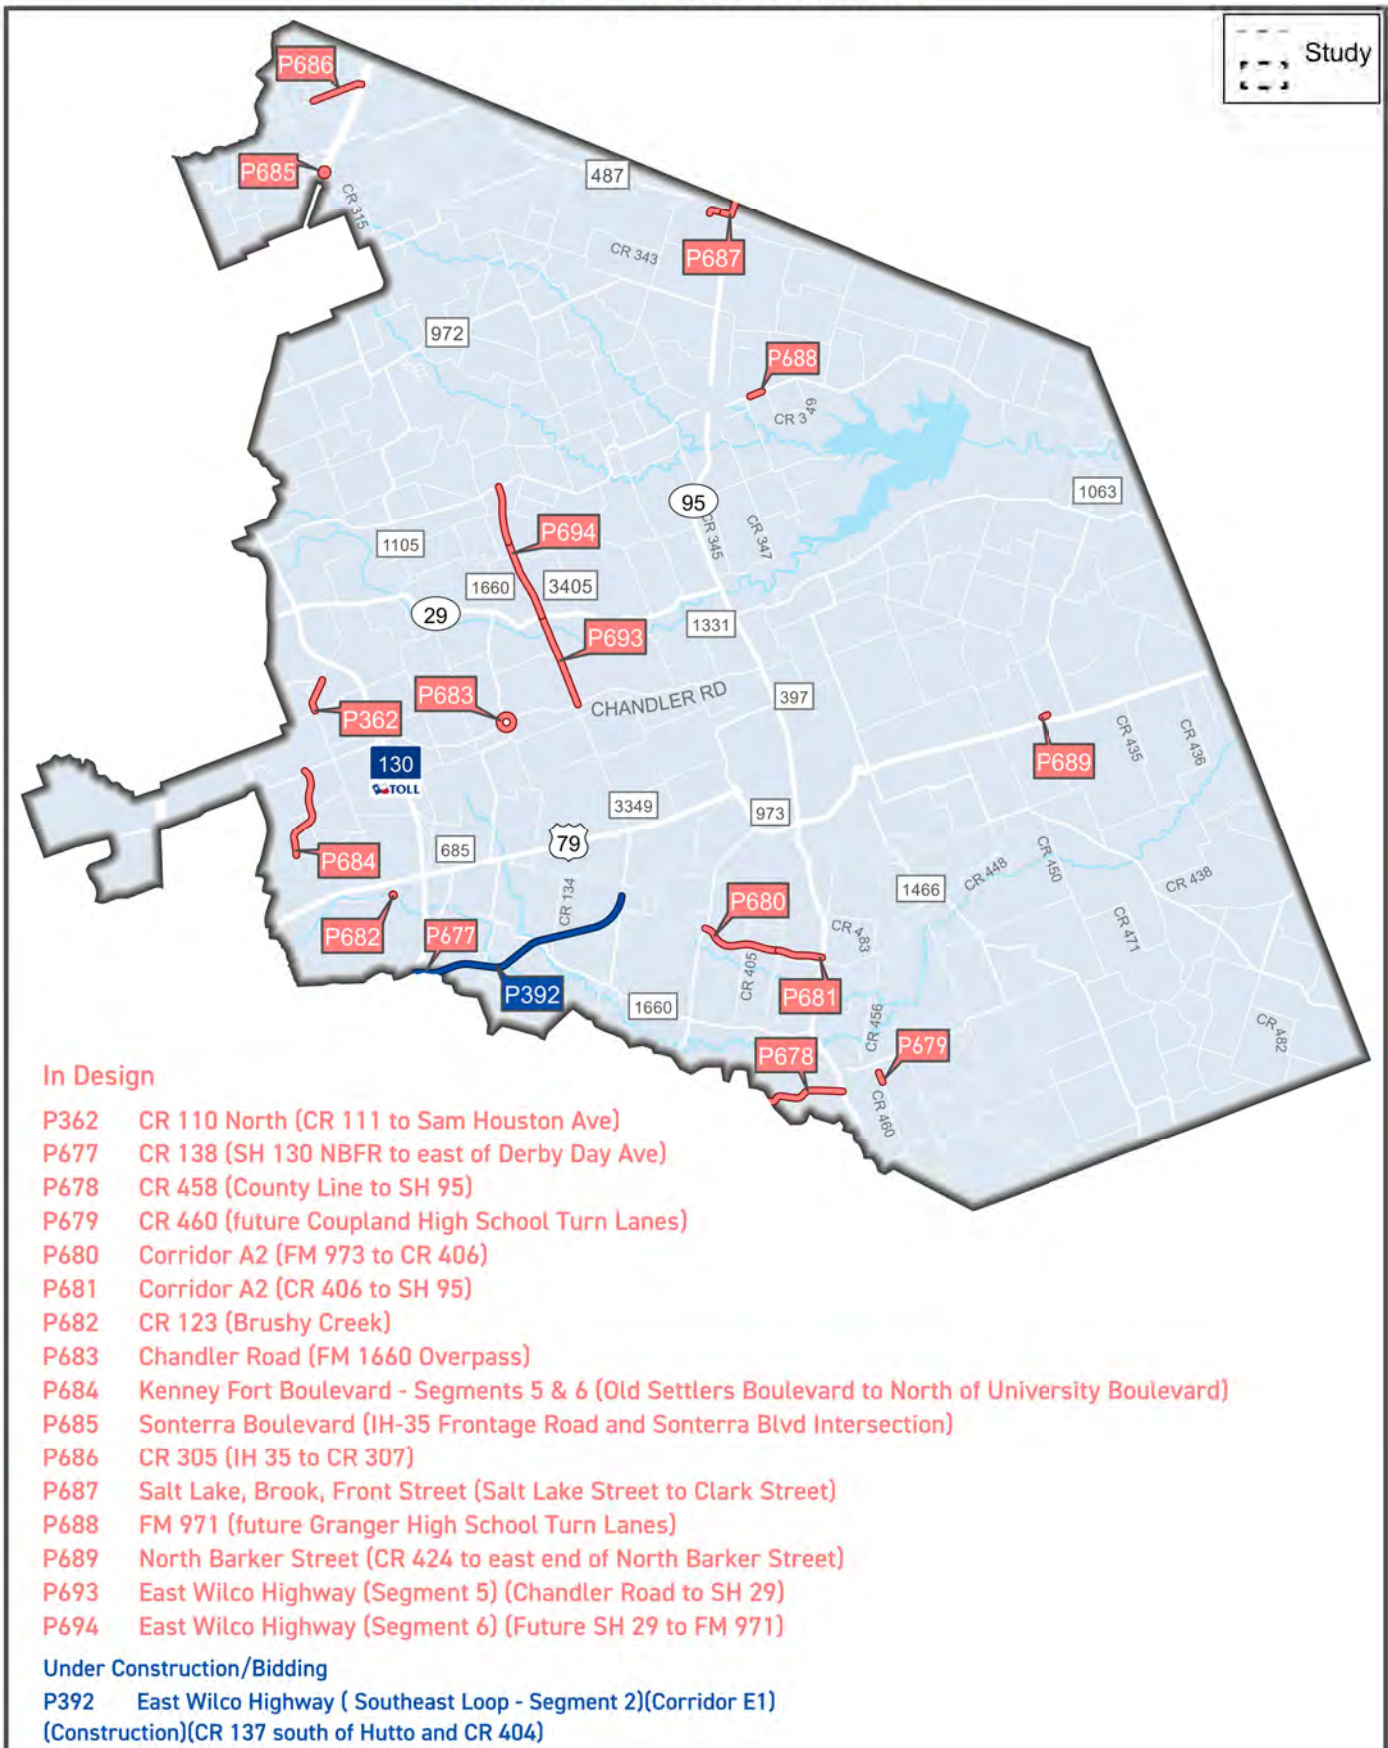 Study
P686
P685
CR 315
487
P687
CR 343
972
P688
CR 3 49
95
1063
CR 345
CR 347
P694
1105
1660
3405
29
1331
P693
CHANDLER RD
397
P683
P362
130
TOLL
P689
CR 435
CR 436
3349
973
79
685
P684
CR 134
1466
CR 448
CR 450
CR 438
P680
P682
P677
CR 483
CR 471
CR 405
P681
P392
1660
CR 456
CR 482
P678
P679
CR 460
In Design
P362 CR 110 North (CR 111 to Sam Houston Ave)
P677 CR 138 (SH 130 NBFR to east of Derby Day Ave)
P678 CR 458 (County Line to SH 95)
P679 CR 460 (future Coupland High School Turn Lanes)
P680 Corridor A2 (FM 973 to CR 406)
P681 Corridor A2 (CR 406 to SH 95)
P682 CR 123 (Brushy Creek)
P683 Chandler Road (FM 1660 Overpass)
P684 Kenney Fort Boulevard - Segments 5 & 6 (Old Settlers Boulevard to North of University Boulevard)
P685 Sonterra Boulevard (IH-35 Frontage Road and Sonterra Blvd Intersection)
P686 CR 305 (IH 35 to CR 307)
P687 Salt Lake, Brook, Front Street (Salt Lake Street to Clark Street)
P688 FM 971 (future Granger High School Turn Lanes)
P689 North Barker Street (CR 424 to east end of North Barker Street)
P693 East Wilco Highway (Segment 5) (Chandler Road to SH 29)
P694 East Wilco Highway (Segment 6) (Future SH 29 to FM 971)
Under Construction/Bidding
P392 East Wilco Highway ( Southeast Loop - Segment 2)(Corridor E1)
(Construction)(CR 137 south of Hutto and CR 404)